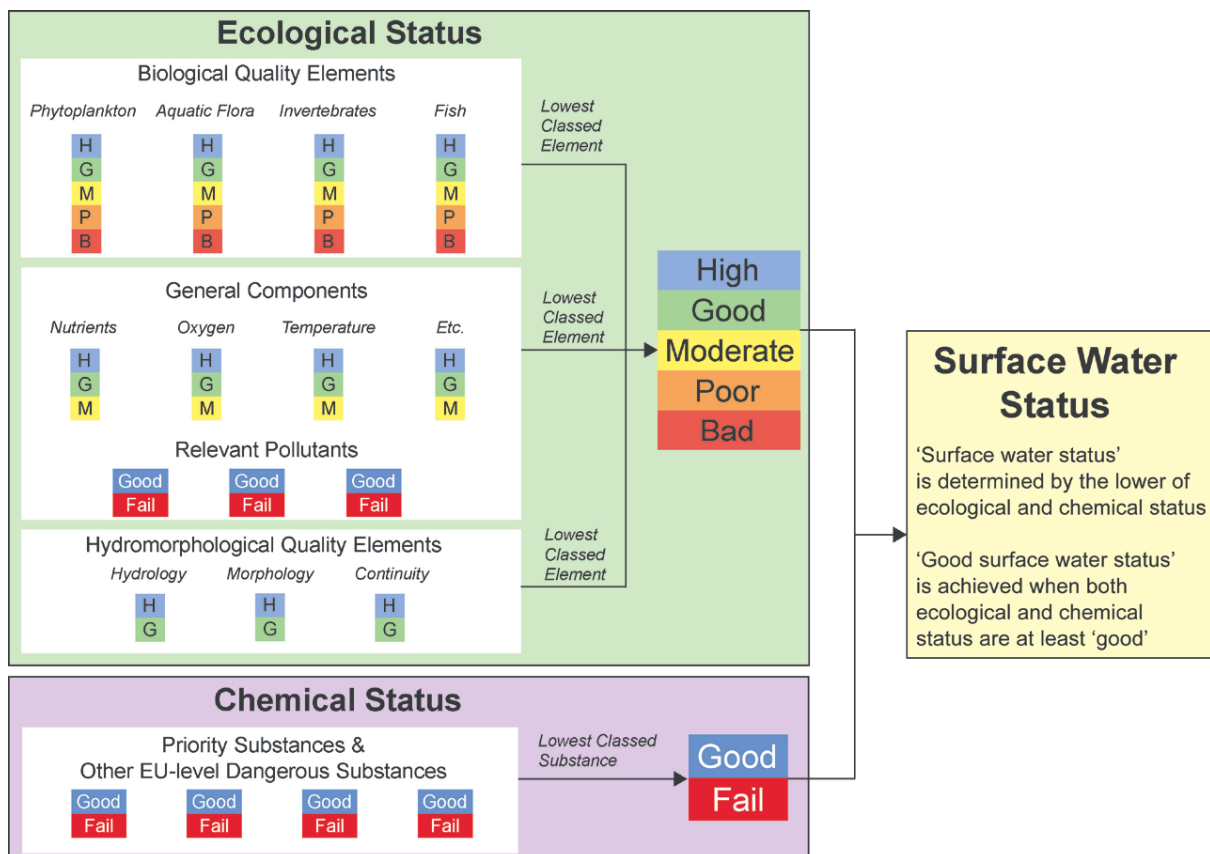 Ecological Status
Biological Quality Elements
Phytoplankton Aquatic Flora Invertebrates Fish
H H H H
G G G G
M M M M
P P P P
B B B B
Lowest
Classed
Element
General Components
Nutrients Oxygen Temperature Etc.
H H H H
G G G G
M M M M
Relevant Pollutants
Good Good Good
Fail Fail Fail
Lowest
Classed
Element
Hydromorphological Quality Elements
Hydrology Morphology Continuity
H H H
G G G
Lowest
Classed
Element
High
Good
Moderate
Poor
Bad
Chemical Status
Priority Substances &
Other EU-level Dangerous Substances
Good Good Good Good
Fail Fail Fail Fail
Lowest Classed
Substance
Good
Fail
Surface Water
Status
‘Surface water status’
is determined by the lower of
ecological and chemical status
‘Good surface water status’
is achieved when both
ecological and chemical
status are at least ‘good’